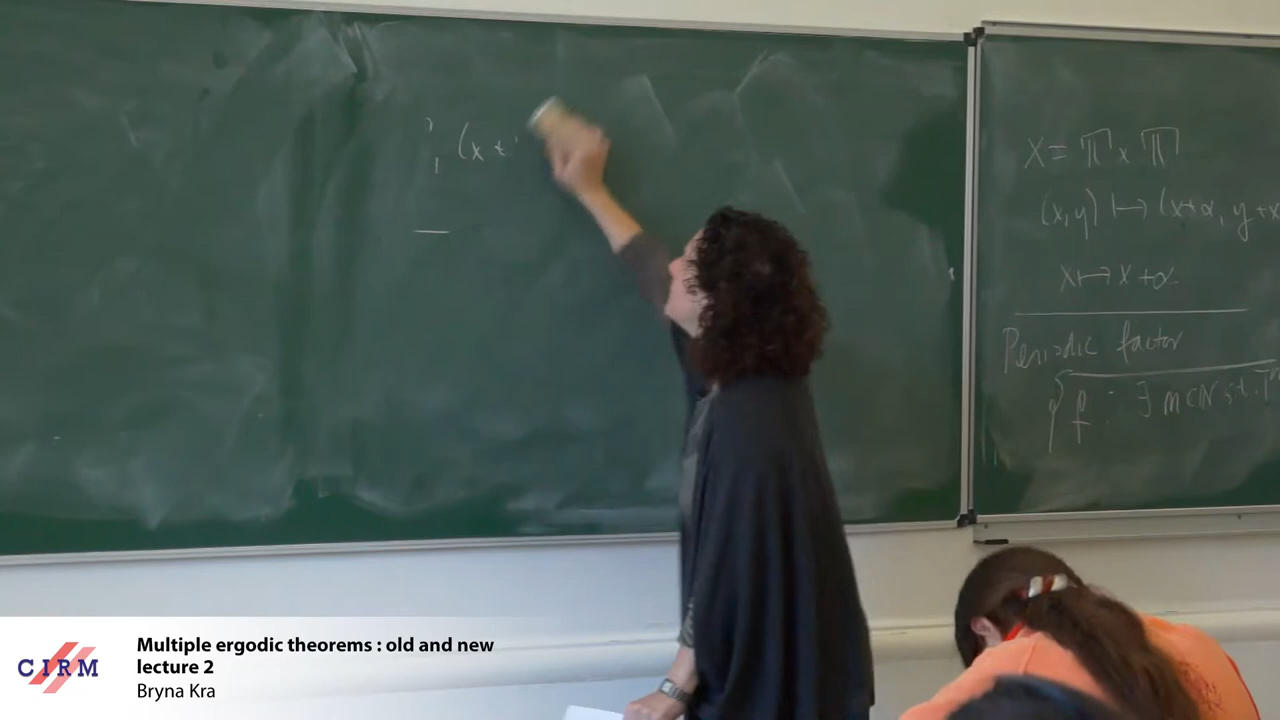 (x +
X = 𝕋 × 𝕋
(x,y) ↦ (x+α, y+x
x ↦ x+α
Periodic factor
{ f : ∃ m∈ℕ s.t. T
CIRM
Multiple ergodic theorems : old and new
lecture 2
Bryna Kra